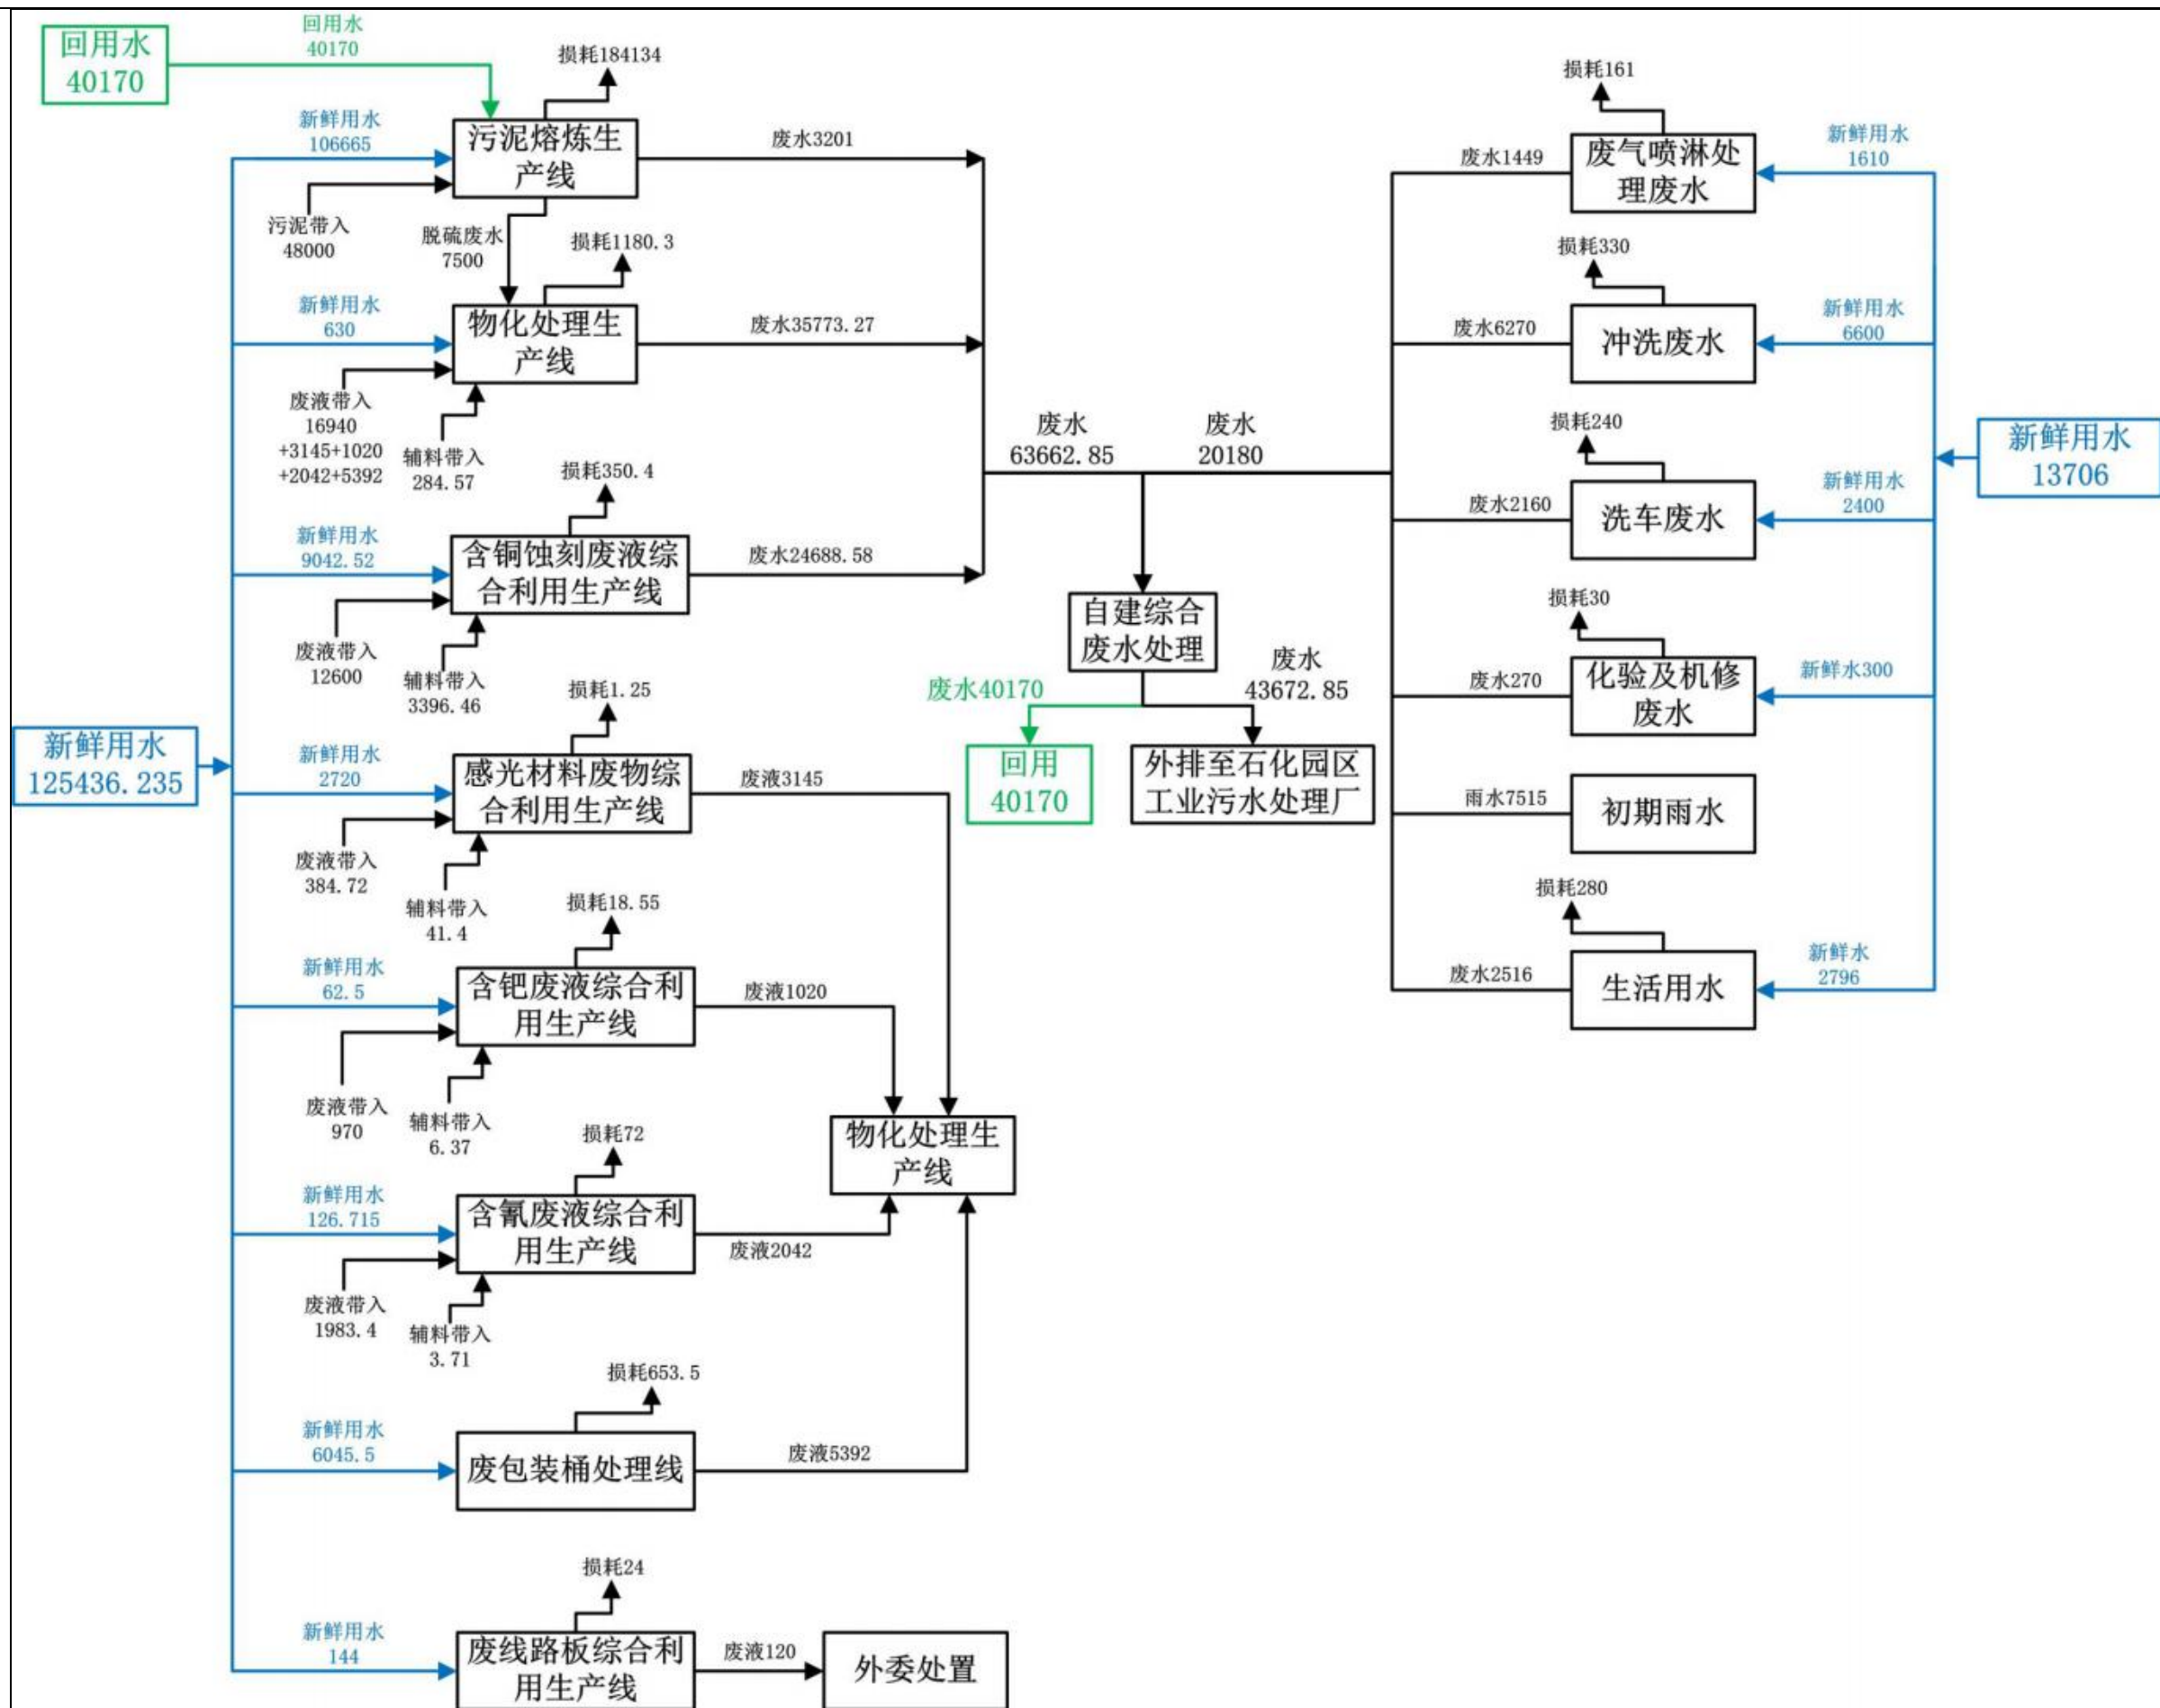 回用水
40170
回用水
40170
损耗184134
新鲜用水
106665
污泥熔炼生
产线
废水3201
污泥带入
48000
脱硫废水
7500
损耗1180.3
新鲜用水
630
物化处理生
产线
废水35773.27
废液带入
16940
+3145+1020
+2042+5392
辅料带入
284.57
损耗350.4
新鲜用水
9042.52
含铜蚀刻废液综
合利用生产线
废水24688.58
废液带入
12600
辅料带入
3396.46
损耗1.25
新鲜用水
125436.235
新鲜用水
2720
感光材料废物综
合利用生产线
废液3145
废液带入
384.72
辅料带入
41.4
损耗18.55
新鲜用水
62.5
含钯废液综合利
用生产线
废液1020
废液带入
970
辅料带入
6.37
损耗72
物化处理生
产线
新鲜用水
126.715
含氰废液综合利
用生产线
废液2042
废液带入
1983.4
辅料带入
3.71
损耗653.5
新鲜用水
6045.5
废包装桶处理线
废液5392
损耗24
新鲜用水
144
废线路板综合利
用生产线
废液120
外委处置
废水
63662.85
废水
20180
自建综合
废水处理
废水40170
废水
43672.85
回用
40170
外排至石化园区
工业污水处理厂
损耗161
废水1449
废气喷淋处
理废水
新鲜用水
1610
损耗330
废水6270
冲洗废水
新鲜用水
6600
损耗240
废水2160
洗车废水
新鲜用水
2400
新鲜用水
13706
损耗30
废水270
化验及机修
废水
新鲜水300
雨水7515
初期雨水
损耗280
废水2516
生活用水
新鲜水
2796